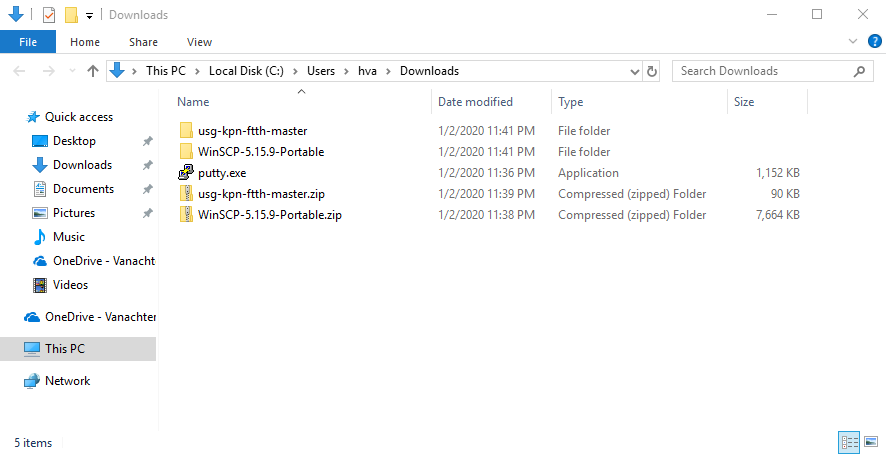 Downloads
File Home Share View
This PC Local Disk (C:) Users hva Downloads Search Downloads
Name Date modified Type Size
Quick access
Desktop
Downloads
Documents
Pictures
Music
OneDrive - Vanacht
Videos
OneDrive - Vanachter
This PC
Network
usg-kpn-ftth-master 1/2/2020 11:41 PM File folder
WinSCP-5.15.9-Portable 1/2/2020 11:41 PM File folder
putty.exe 1/2/2020 11:36 PM Application 1,152 KB
usg-kpn-ftth-master.zip 1/2/2020 11:39 PM Compressed (zipped) Folder 90 KB
WinSCP-5.15.9-Portable.zip 1/2/2020 11:38 PM Compressed (zipped) Folder 7,664 KB
5 items